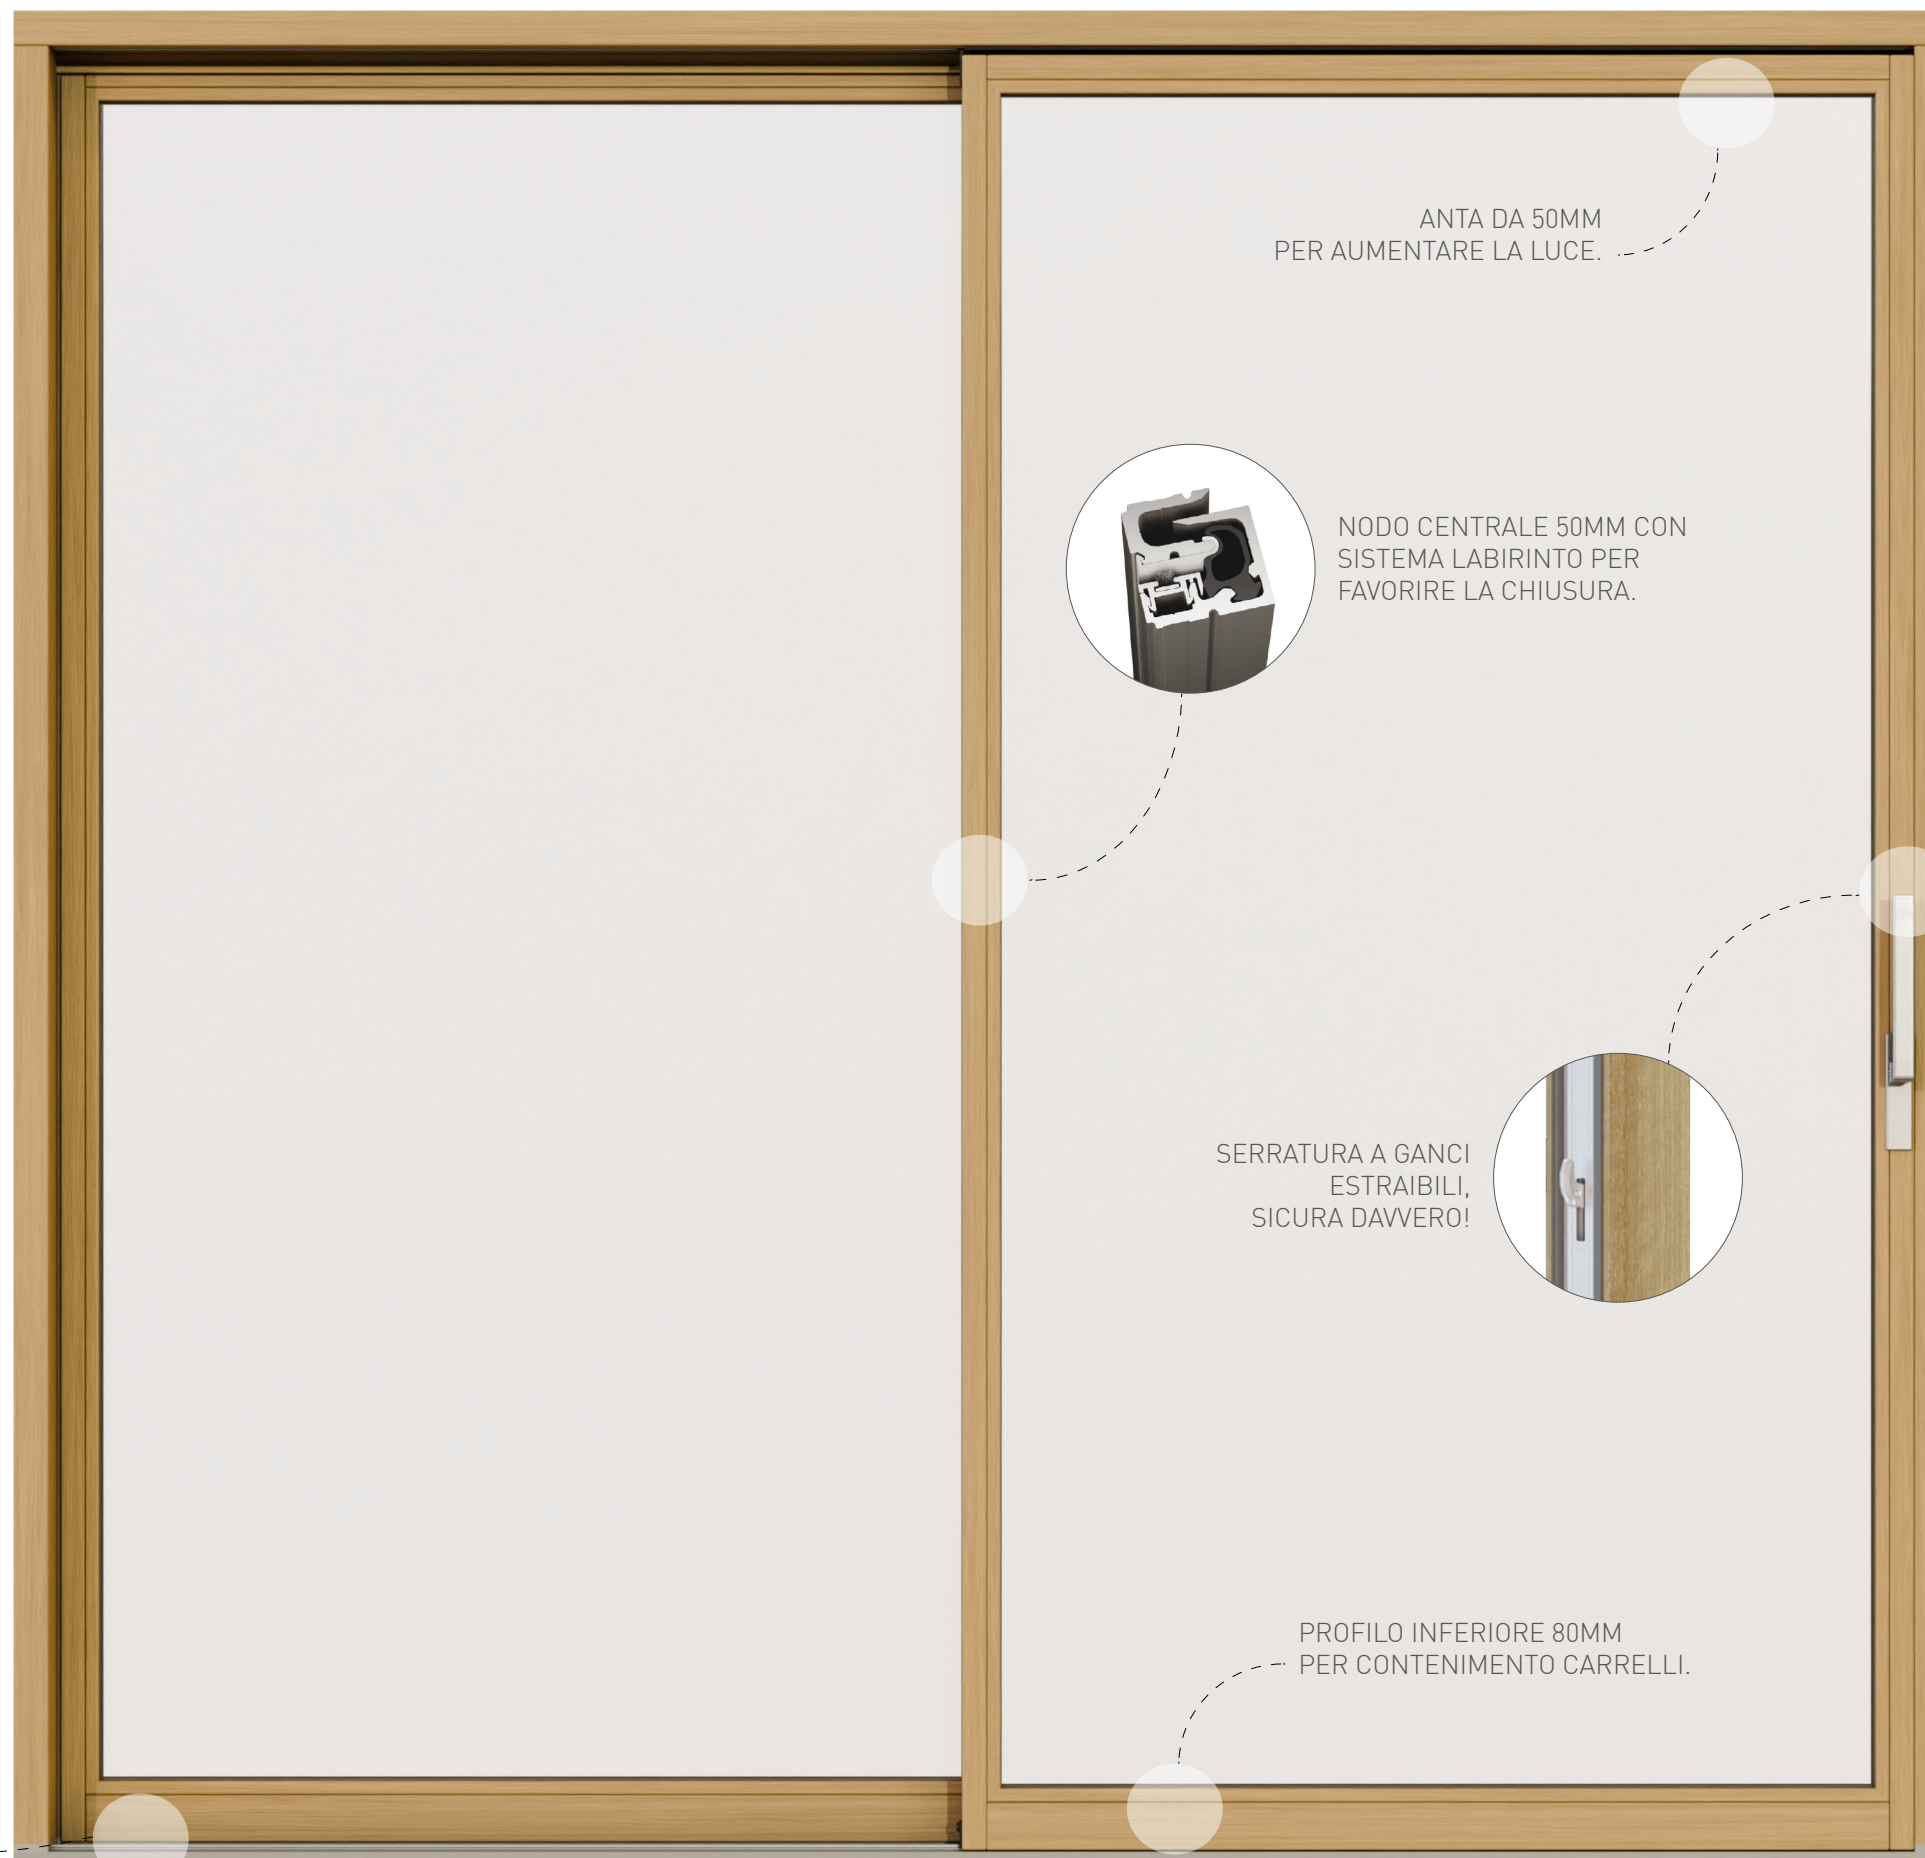 ANTA DA 50MM
PER AUMENTARE LA LUCE.
NODO CENTRALE 50MM CON
SISTEMA LABIRINTO PER
FAVORIRE LA CHIUSURA.
SERRATURA A GANCI
ESTRAIBILI,
SICURA DAVVERO!
PROFILO INFERIORE 80MM
PER CONTENIMENTO CARRELLI.